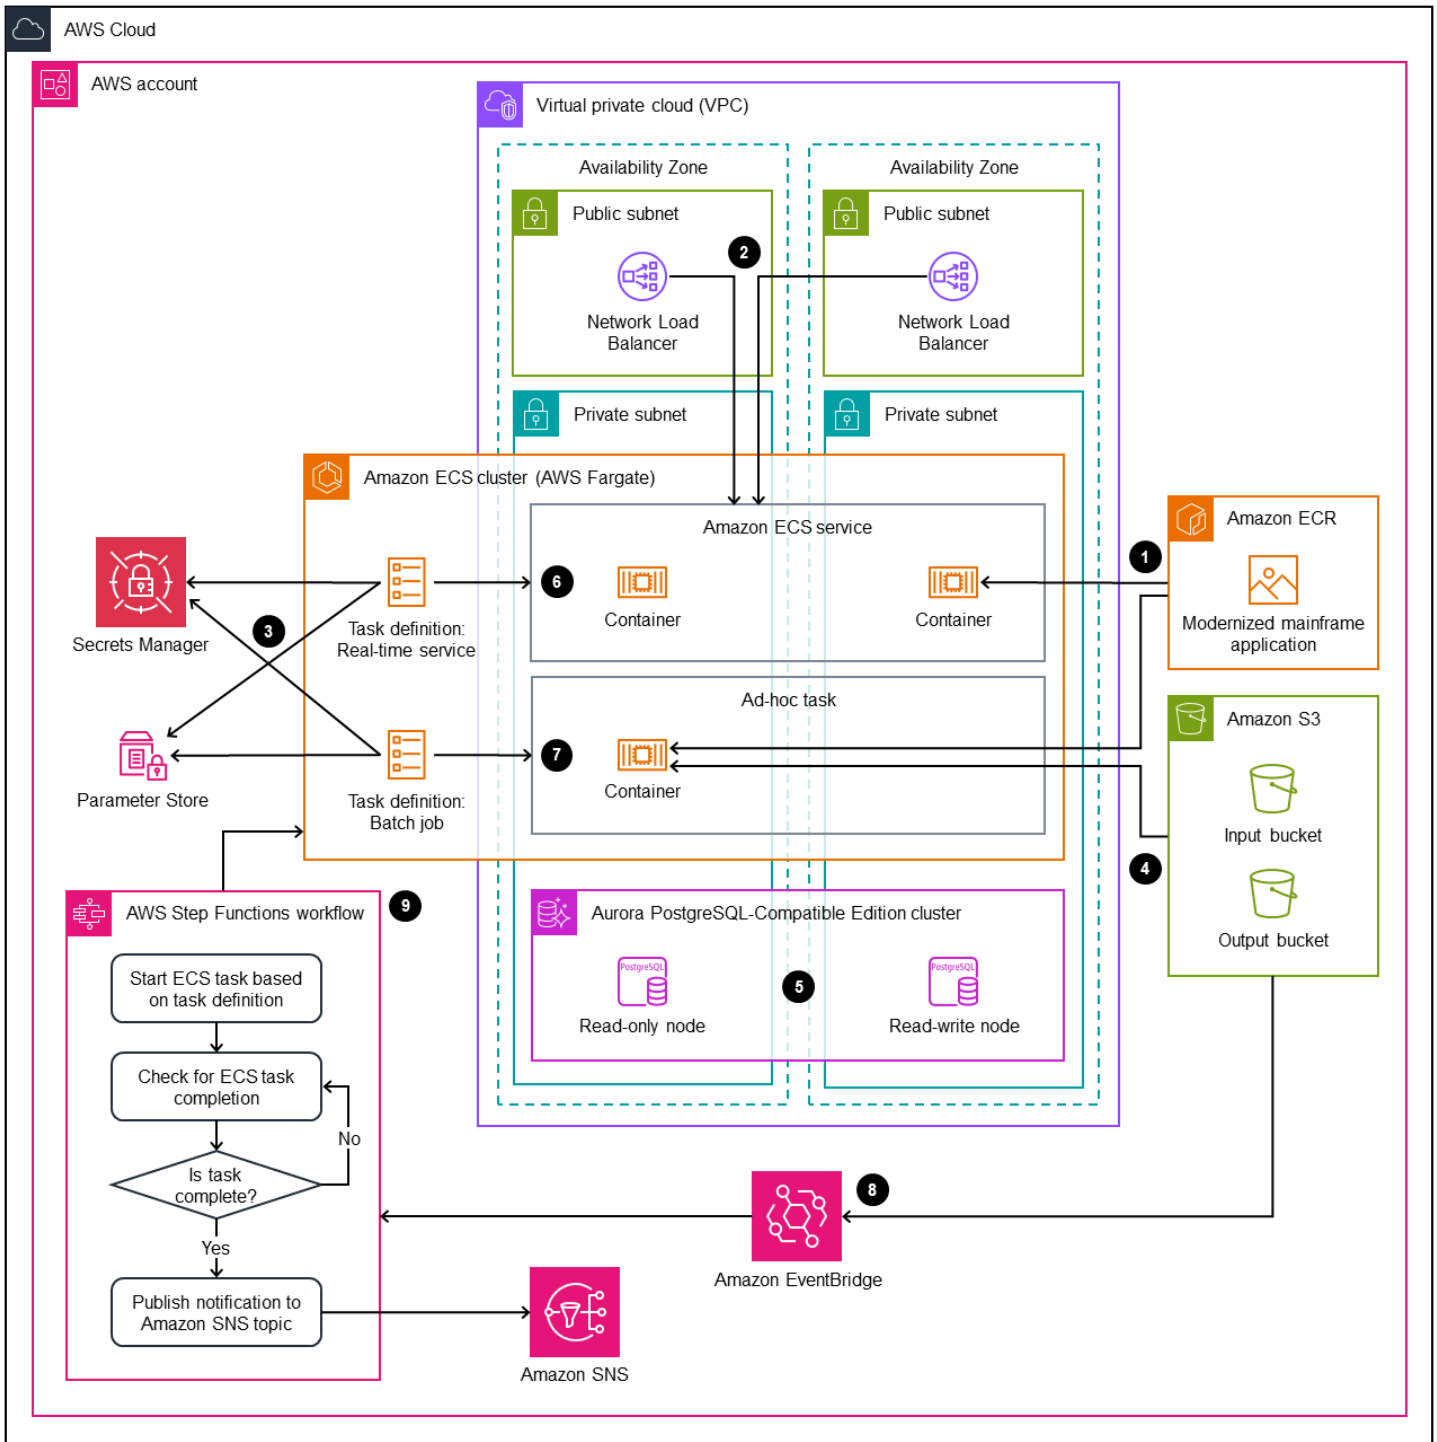 AWS Cloud
AWS account
Virtual private cloud (VPC)
Availability Zone
Availability Zone
Public subnet
Public subnet
2
Network Load
Balancer
Network Load
Balancer
Private subnet
Private subnet
Amazon ECS cluster (AWS Fargate)
Amazon ECS service
Amazon ECR
1
6
Container
Container
Modernized mainframe
application
Secrets Manager
3
Task definition:
Real-time service
Ad-hoc task
Amazon S3
7
Container
Parameter Store
Task definition:
Batch job
Input bucket
4
Output bucket
AWS Step Functions workflow
9
Aurora PostgreSQL-Compatible Edition cluster
PostgreSQL
PostgreSQL
5
Read-only node
Read-write node
Start ECS task based
on task definition
Check for ECS task
completion
No
Is task
complete?
Yes
8
Amazon EventBridge
Publish notification to
Amazon SNS topic
Amazon SNS